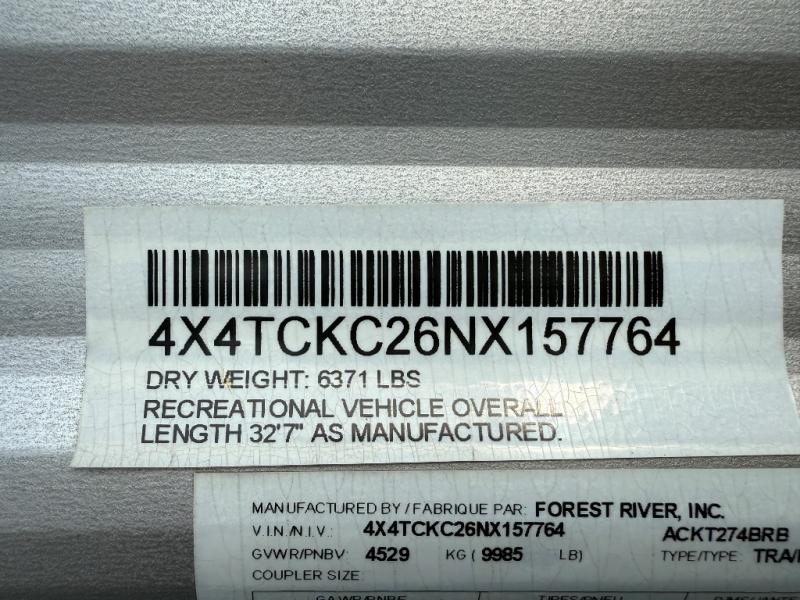 4X4TCKC26NX157764
DRY WEIGHT: 6371 LBS
RECREATIONAL VEHICLE OVERALL
LENGTH 32'7" AS MANUFACTURED.
MANUFACTURED BY / FABRIQUE PAR: FOREST RIVER, INC.
V.I.N./N.I.V.: 4X4TCKC26NX157764 ACKT274BRB
GVWR/PNBV: 4529 KG ( 9985 LB) TYPE/TYPE:
COUPLER SIZE: